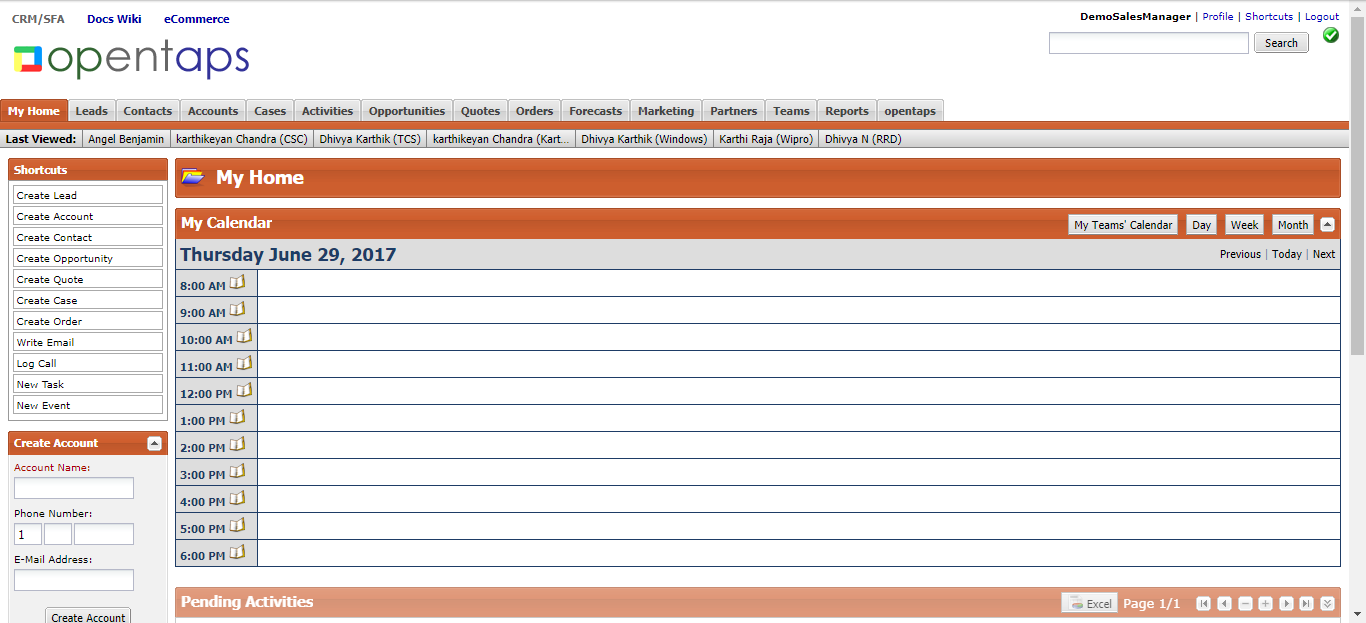 CRM/SFA Docs Wiki eCommerce
DemoSalesManager | Profile | Shortcuts | Logout
opentaps
Search
My Home Leads Contacts Accounts Cases Activities Opportunities Quotes Orders Forecasts Marketing Partners Teams Reports opentaps
Last Viewed: Angel Benjamin karthikeyan Chandra (CSC) Dhivya Karthik (TCS) karthikeyan Chandra (Kart... Dhivya Karthik (Windows) Karthi Raja (Wipro) Dhivya N (RRD)
Shortcuts
Create Lead
Create Account
Create Contact
Create Opportunity
Create Quote
Create Case
Create Order
Write Email
Log Call
New Task
New Event
Create Account
Account Name:
Phone Number:
1
E-Mail Address:
Create Account
My Home
My Calendar My Teams' Calendar Day Week Month
Thursday June 29, 2017 Previous | Today | Next
8:00 AM
9:00 AM
10:00 AM
11:00 AM
12:00 PM
1:00 PM
2:00 PM
3:00 PM
4:00 PM
5:00 PM
6:00 PM
Pending Activities Excel Page 1/1